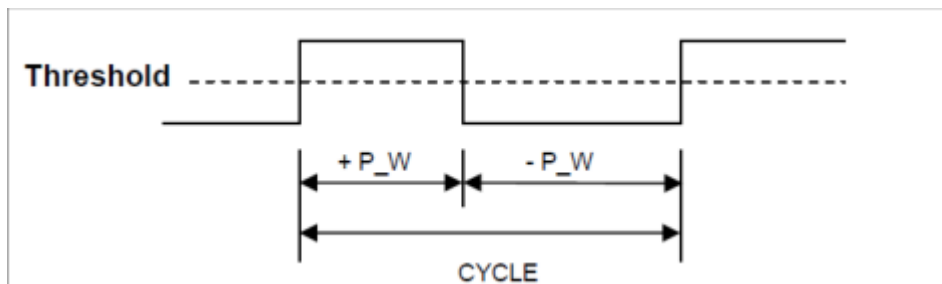 Threshold
+ P_W
- P_W
CYCLE